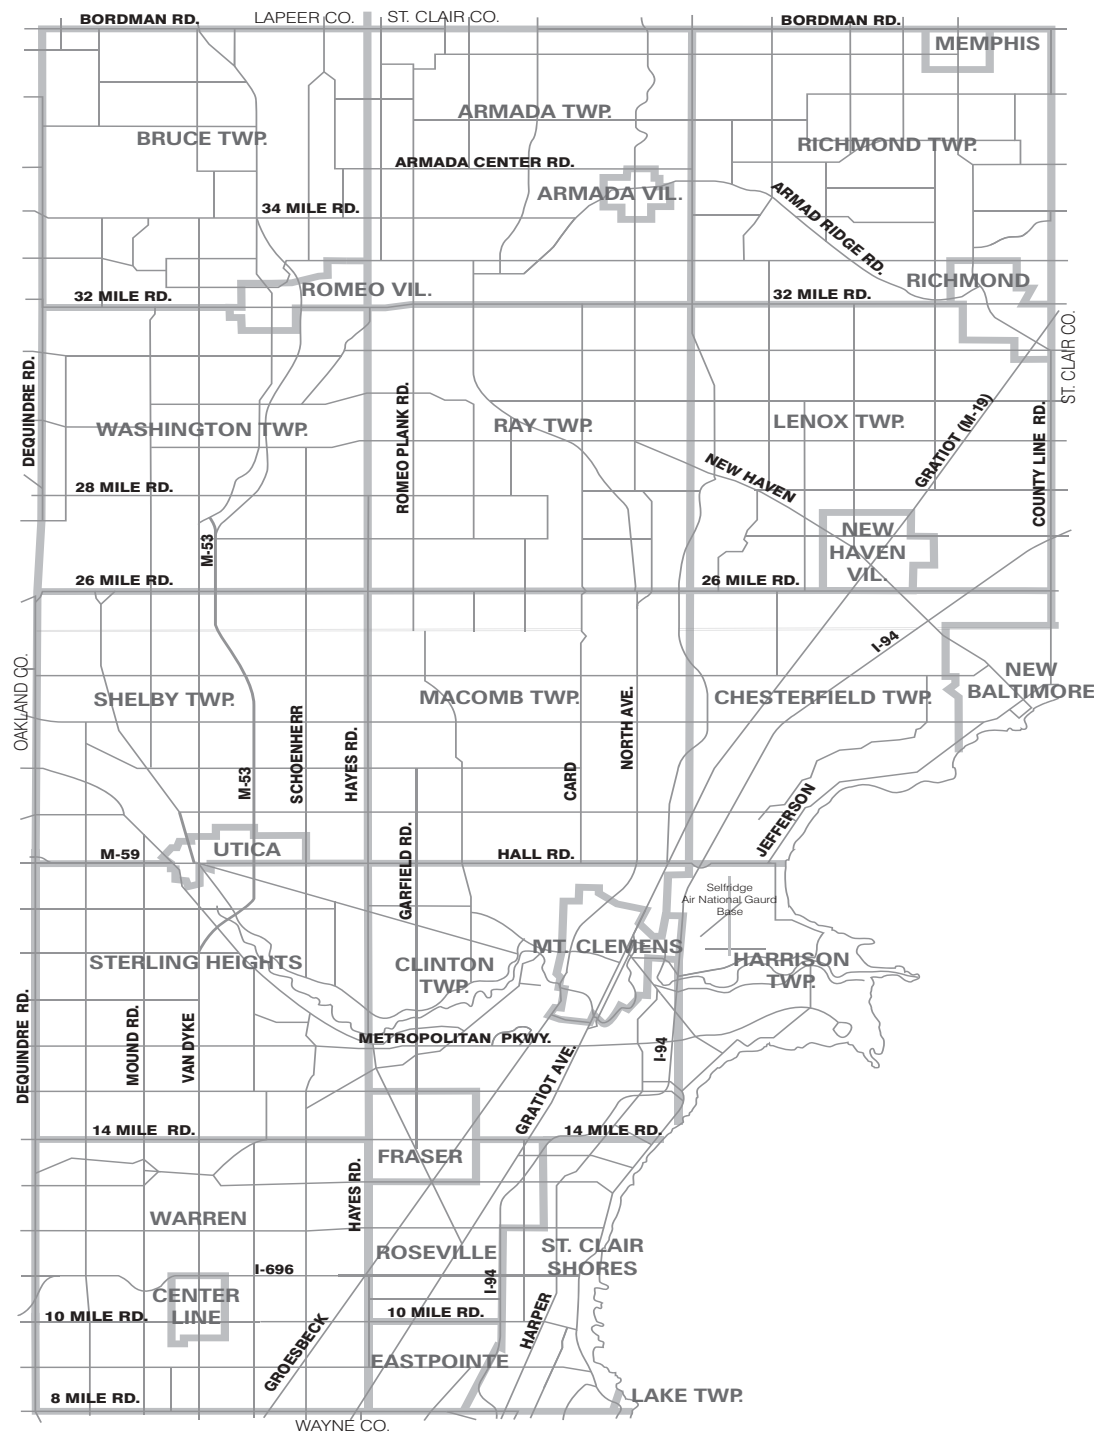 BORDMAN RD.
LAPEER CO.
ST. CLAIR CO.
BORDMAN RD.
MEMPHIS
ARMADA TWP.
BRUCE TWP.
RICHMOND TWP.
ARMADA CENTER RD.
ARMADA VIL.
34 MILE RD.
ARMAD RIDGE RD.
RICHMOND
ROMEO VIL.
32 MILE RD.
32 MILE RD.
ST. CLAIR CO.
DEQUINDRE RD.
ROMEO PLANK RD.
WASHINGTON TWP.
RAY TWP.
LENOX TWP.
GRATIOT (M-19)
COUNTY LINE RD.
NEW HAVEN
28 MILE RD.
M-53
NEW
HAVEN
VIL.
26 MILE RD.
26 MILE RD.
I-94
OAKLAND CO.
SHELBY TWP.
MACOMB TWP.
CHESTERFIELD TWP.
NEW
BALTIMORE
M-53
SCHOENHERR
HAYES RD.
CARD
NORTH AVE.
JEFFERSON
GARFIELD RD.
M-59
UTICA
HALL RD.
Selfridge
Air National Gaurd
Base
MT. CLEMENS
STERLING HEIGHTS
CLINTON
TWP.
HARRISON
TWP.
DEQUINDRE RD.
MOUND RD.
VAN DYKE
METROPOLITAN PKWY.
I-94
GRATIOT AVE.
14 MILE RD.
14 MILE RD.
FRASER
HAYES RD.
WARREN
ROSEVILLE
ST. CLAIR
SHORES
I-696
I-94
CENTER
LINE
10 MILE RD.
10 MILE RD.
HARPER
GROESBECK
EASTPOINTE
8 MILE RD.
LAKE TWP.
WAYNE CO.